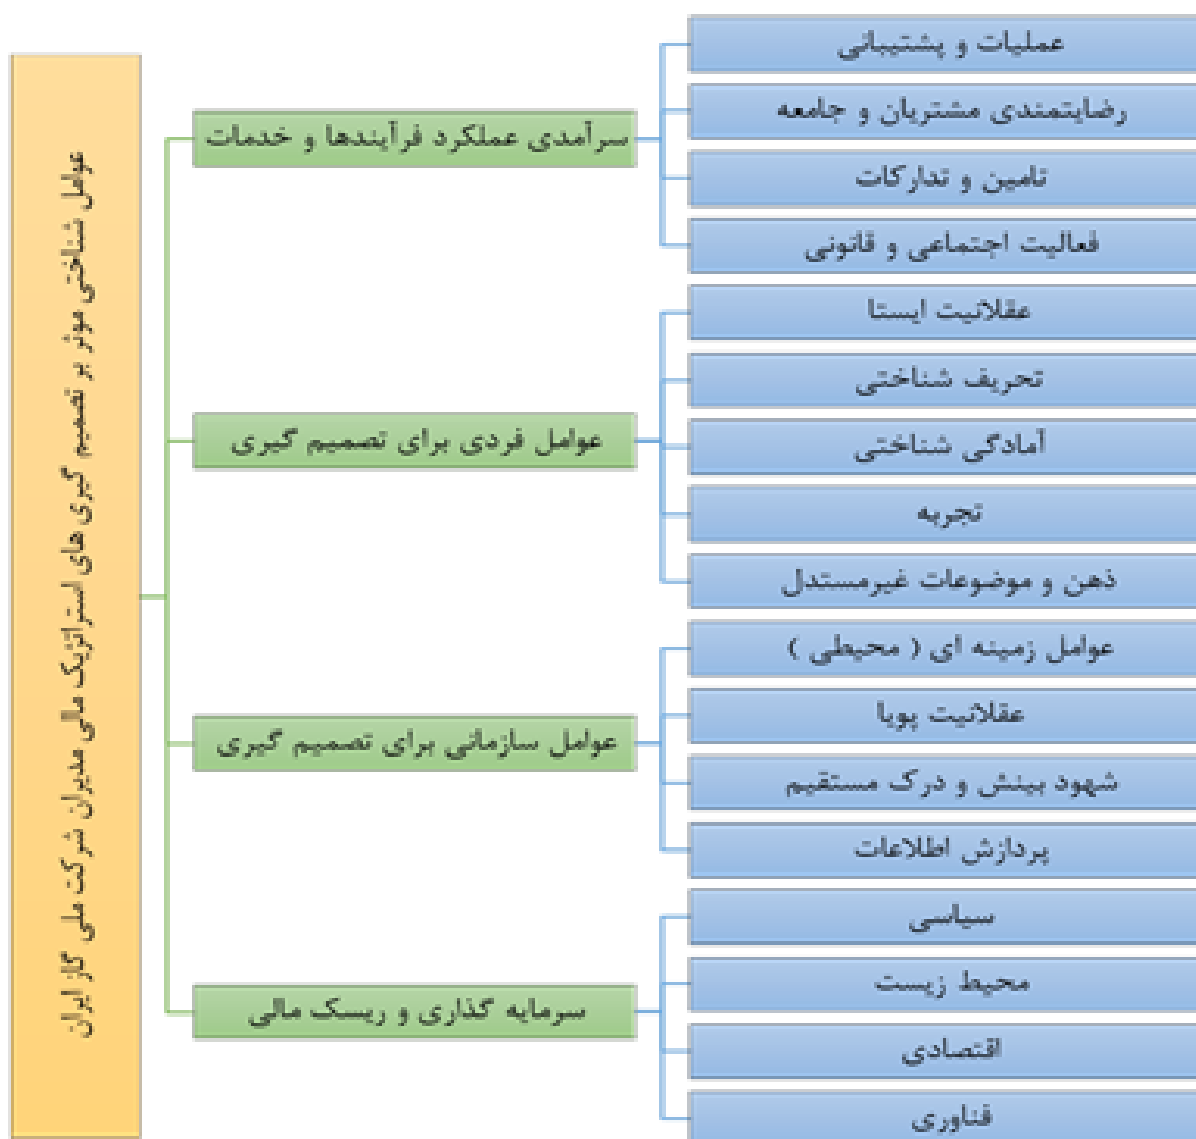 عوامل شناختی موثر بر تصمیم گیری های استراتژیک مالی مدیران شرکت ملی گاز ایران
سرآمدی عملکرد فرآیندها و خدمات
عملیات و پشتیبانی
رضایتمندی مشتریان و جامعه
تامین و تدارکات
فعالیت اجتماعی و قانونی
عوامل فردی برای تصمیم گیری
عقلانیت ایستا
تحریف شناختی
آمادگی شناختی
تجربه
ذهن و موضوعات غیرمستدل
عوامل سازمانی برای تصمیم گیری
عوامل زمینه ای ( محیطی )
عقلانیت پویا
شهود بینش و درک مستقیم
پردازش اطلاعات
سرمایه گذاری و ریسک مالی
سیاسی
محیط زیست
اقتصادی
فناوری